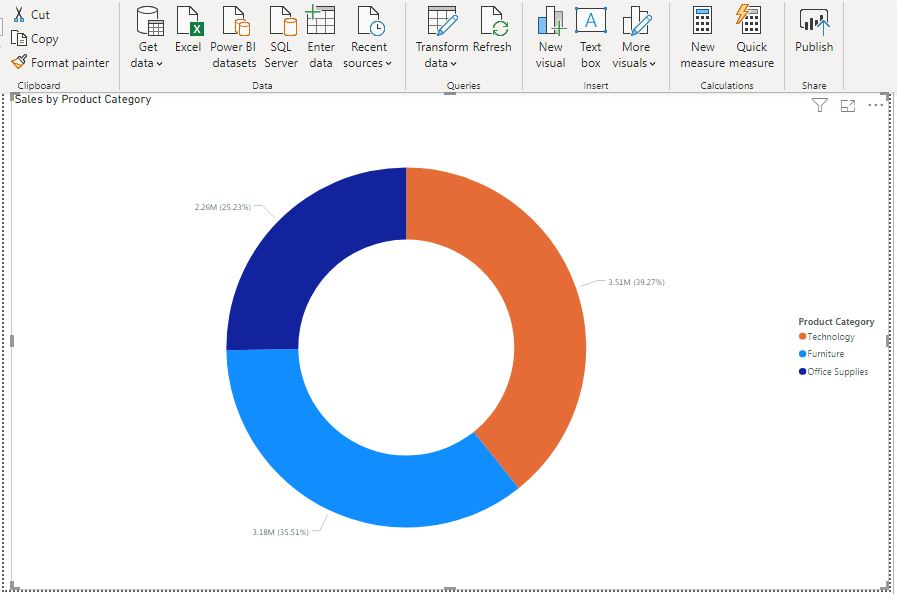 Cut
Copy
Format painter
Clipboard
Get data
Excel
Power BI datasets
SQL Server
Enter data
Recent sources
Data
Transform data
Refresh
Queries
New visual
Text box
More visuals
Insert
New measure
Quick measure
Calculations
Publish
Share
Sales by Product Category
2.26M (25.23%)
3.51M (39.27%)
3.18M (35.51%)
Product Category
Technology
Furniture
Office Supplies